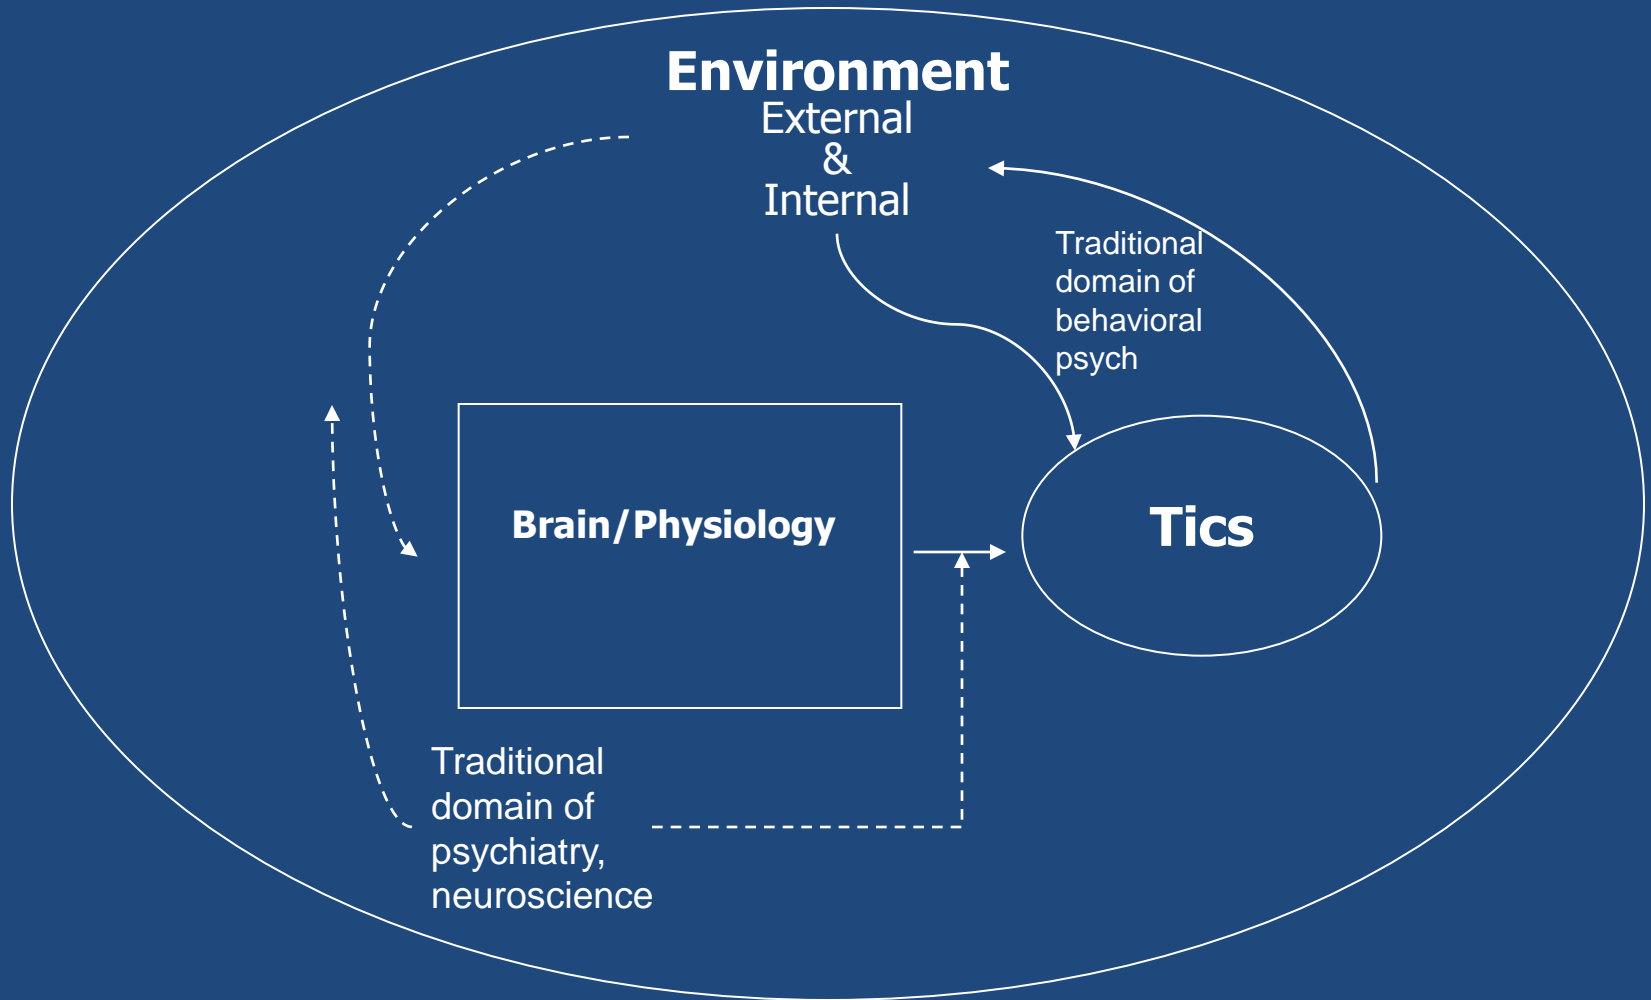 Environment
External
&
Internal
Traditional
domain of
behavioral
psych
Brain/Physiology
Tics
Traditional
domain of
psychiatry,
neuroscience